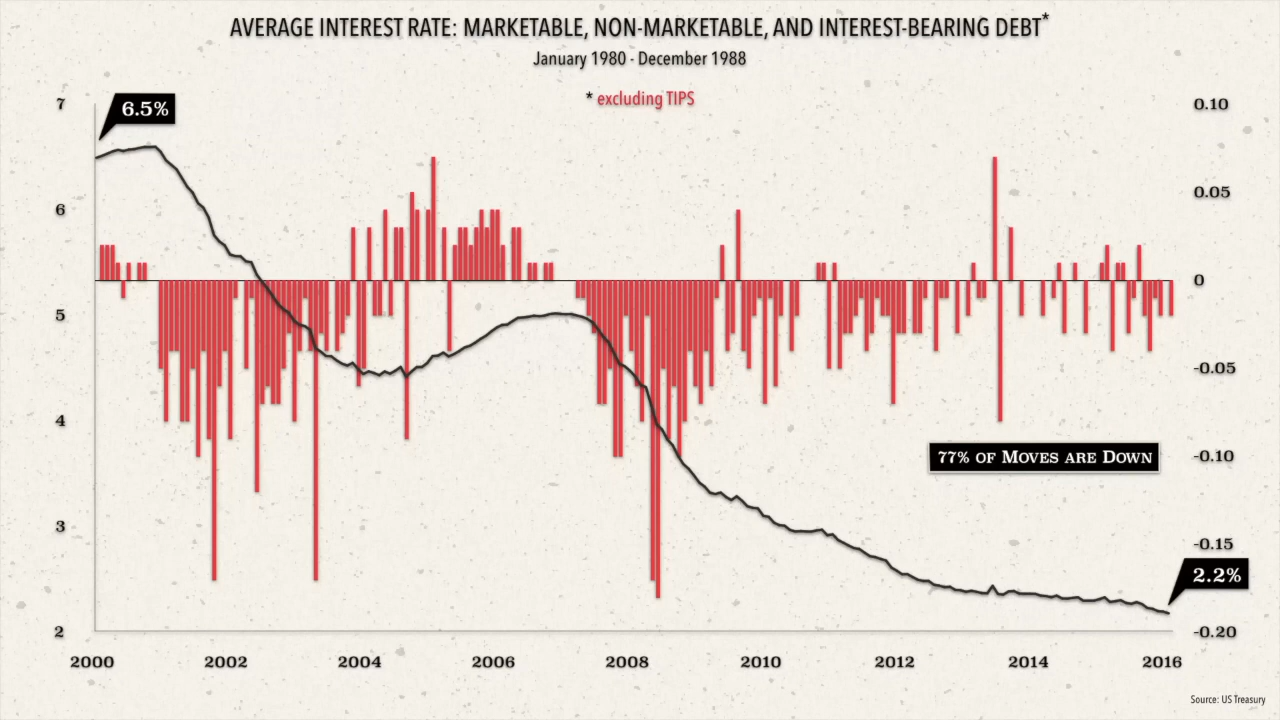 AVERAGE INTEREST RATE: MARKETABLE, NON-MARKETABLE, AND INTEREST-BEARING DEBT*
January 1980 - December 1988
* excluding TIPS
7
6.5%
0.10
0.05
6
0
5
-0.05
4
77% OF MOVES ARE DOWN
-0.10
3
-0.15
2.2%
2
-0.20
2000 2002 2004 2006 2008 2010 2012 2014 2016
Source: US Treasury